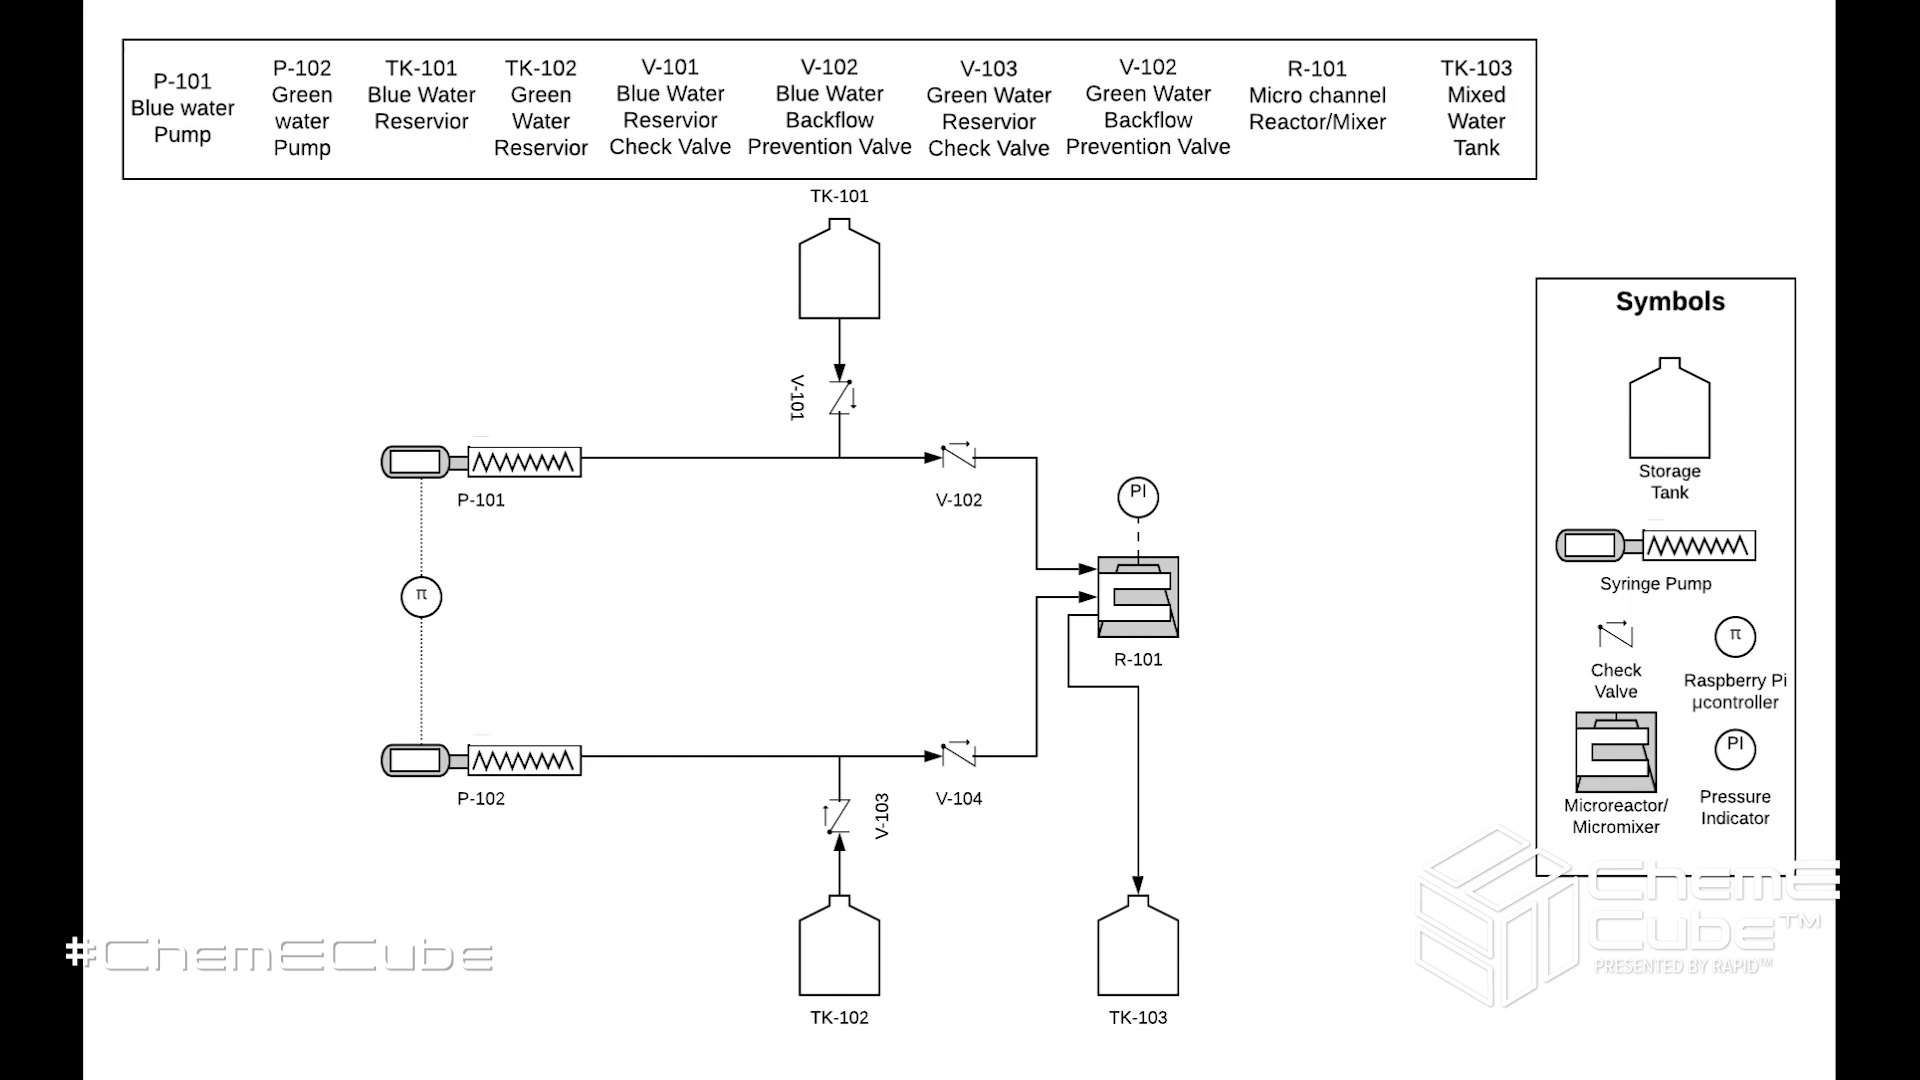 P-101
Blue water
Pump
P-102
Green
water
Pump
TK-101
Blue Water
Reservior
TK-102
Green
Water
Reservior
V-101
Blue Water
Reservior
Check Valve
V-102
Blue Water
Backflow
Prevention Valve
V-103
Green Water
Reservior
Check Valve
V-102
Green Water
Backflow
Prevention Valve
R-101
Micro channel
Reactor/Mixer
TK-103
Mixed
Water
Tank
TK-101
V-101
P-101
V-102
PI
π
R-101
P-102
V-103
V-104
TK-102
TK-103
Symbols
Storage
Tank
Syringe Pump
Check
Valve
π
Raspberry Pi
µcontroller
Microreactor/
Micromixer
PI
Pressure
Indicator
#ChemECube
ChemE
Cube™
PRESENTED BY RAPID™